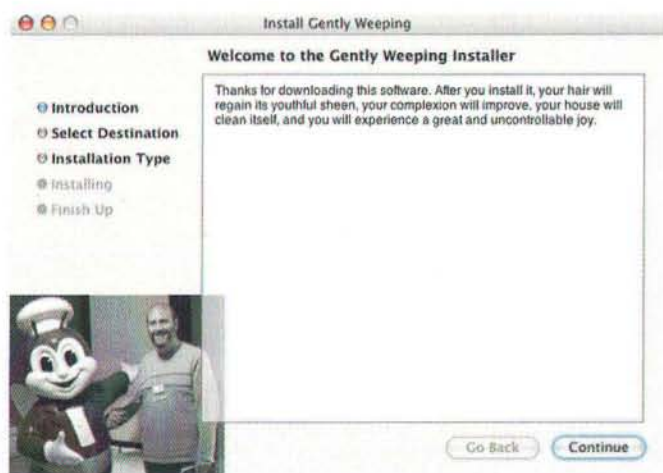 Install Gently Weeping
Welcome to the Gently Weeping Installer
Introduction
Select Destination
Installation Type
Installing
Finish Up
Thanks for downloading this software. After you install it, your hair will
regain its youthful sheen, your complexion will improve, your house will
clean itself, and you will experience a great and uncontrollable joy.
Go Back
Continue